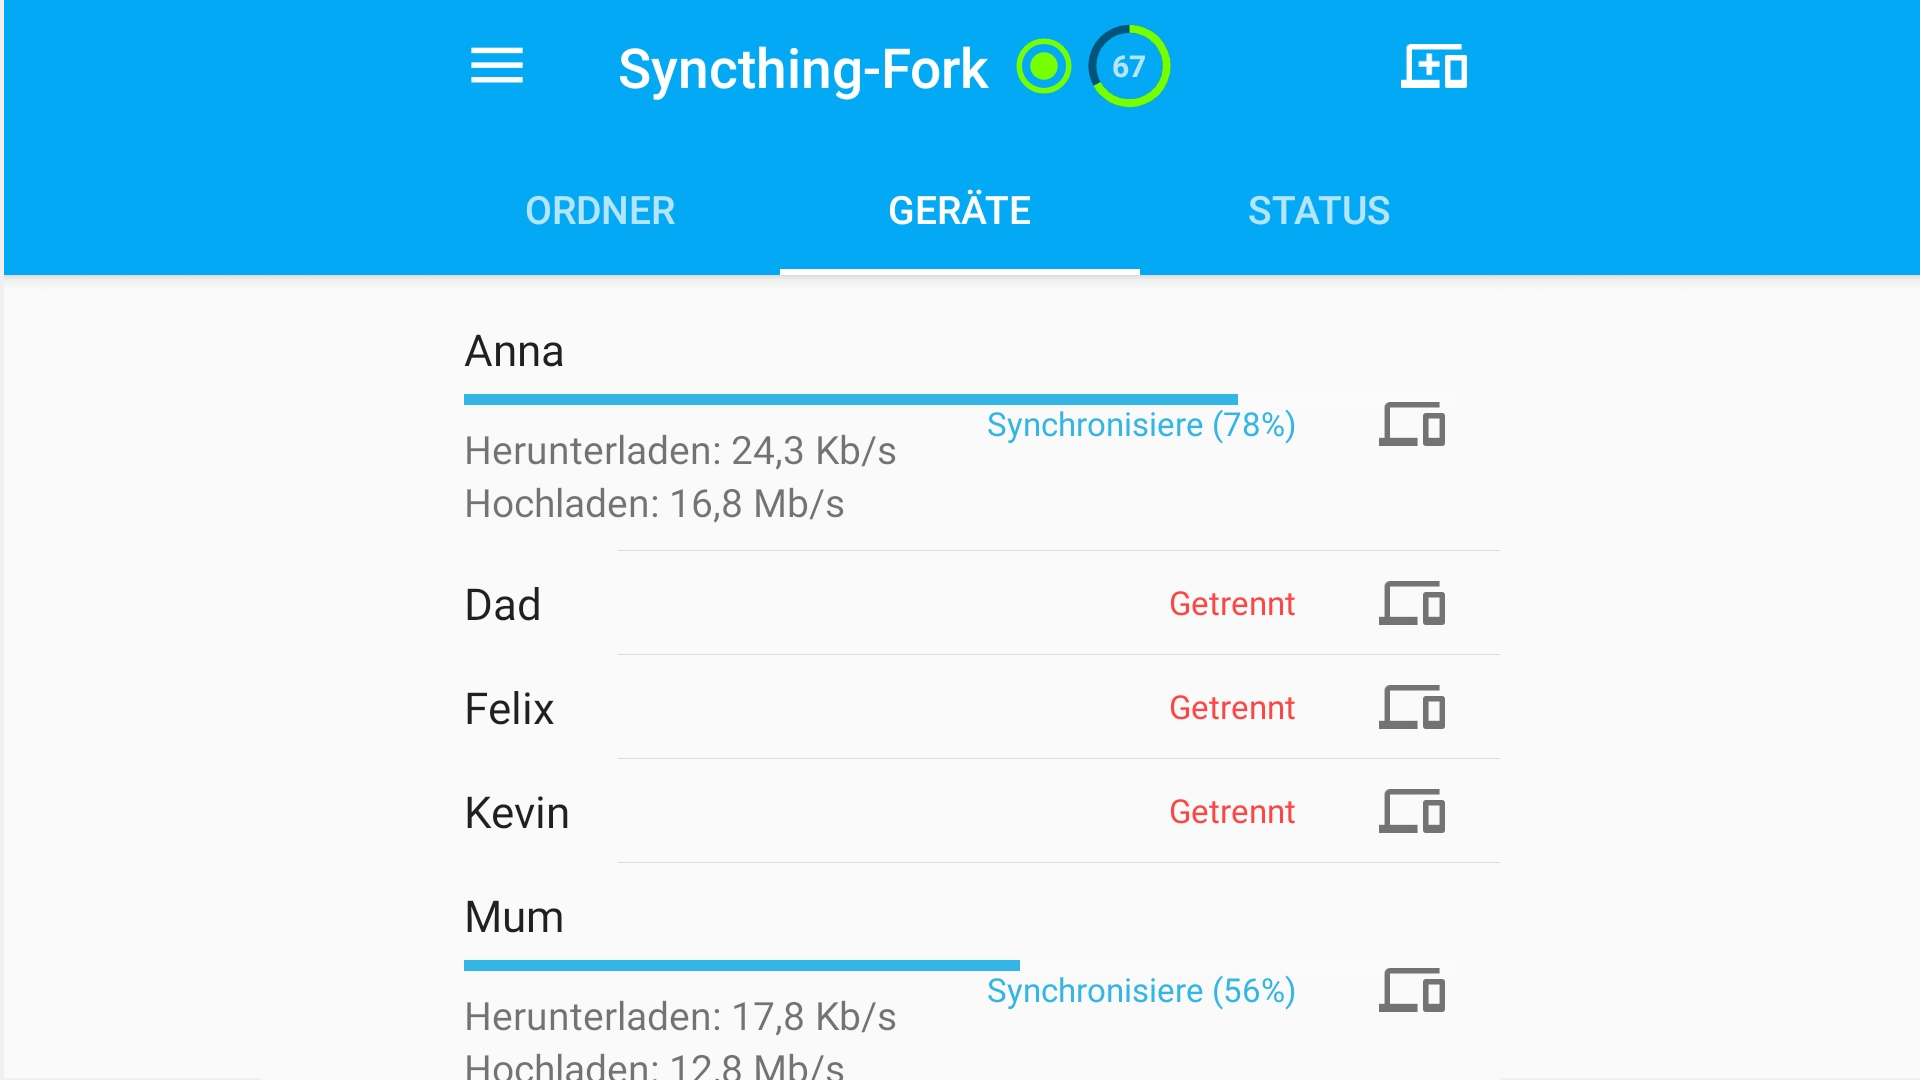 Syncthing-Fork 67
ORDNER GERÄTE STATUS
Anna
Synchronisiere (78%)
Herunterladen: 24,3 Kb/s
Hochladen: 16,8 Mb/s
Dad Getrennt
Felix Getrennt
Kevin Getrennt
Mum
Synchronisiere (56%)
Herunterladen: 17,8 Kb/s
Hochladen: 12,8 Mb/s